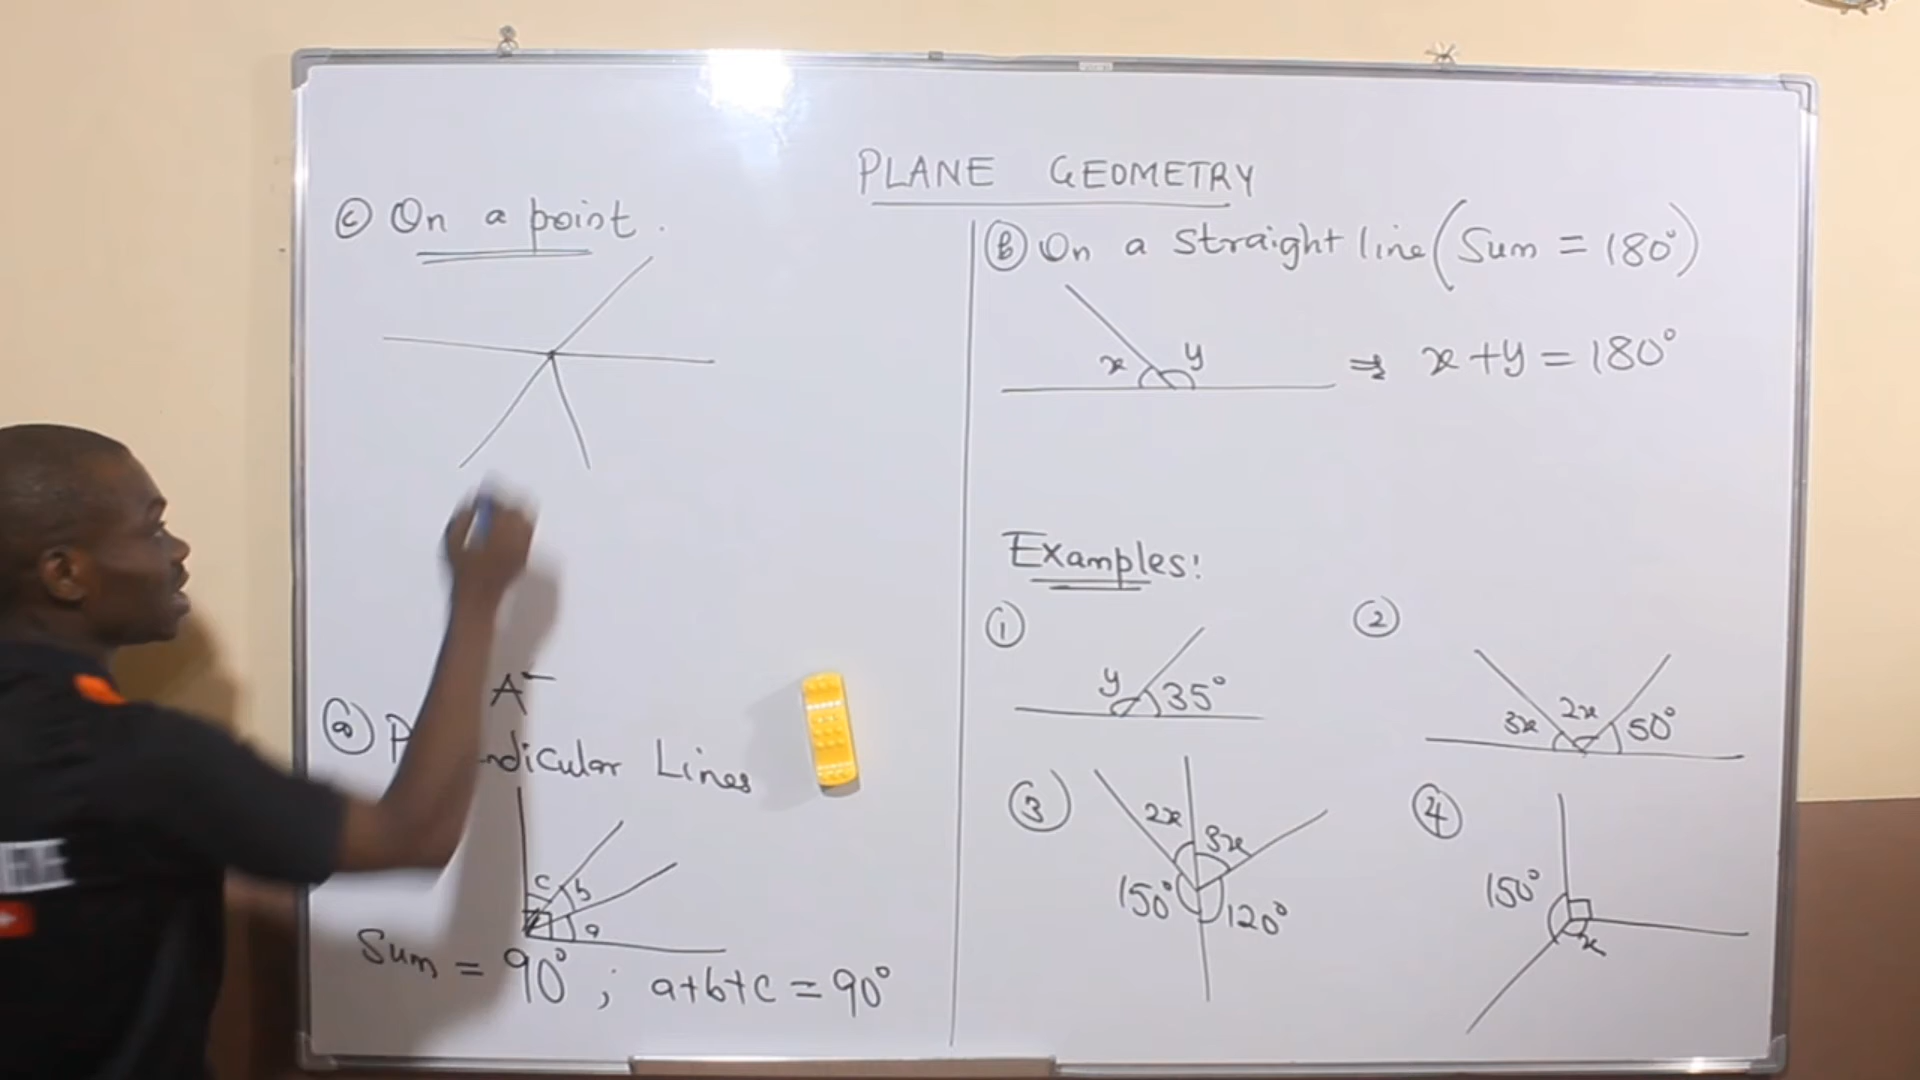 PLANE GEOMETRY
c On a point.
A
a
ndicular Lines
c b
a
Sum = 90° ; a+b+c = 90°
b On a straight line (Sum = 180°)
x y ⇒ x + y = 180°
Examples:
1
y 35°
2
3x 2x 50°
3
2x 3x
150° 120°
4
150°
x